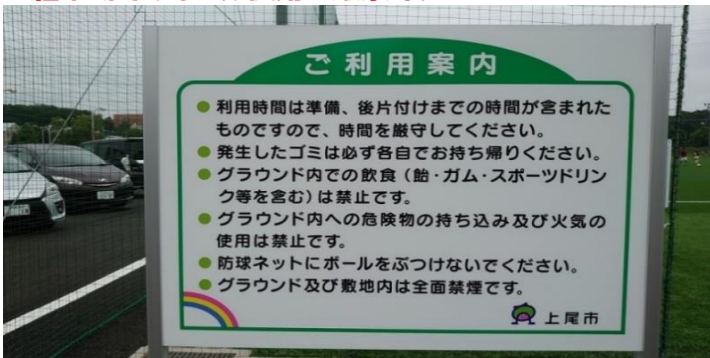 ご利用案内
●利用時間は準備、後片付けまでの時間が含まれた
ものですので、時間を厳守してください。
●発生したゴミは必ず各自でお持ち帰りください。
●グラウンド内での飲食（飴・ガム・スポーツドリン
ク等を含む）は禁止です。
●グラウンド内への危険物の持ち込み及び火気の
使用は禁止です。
●防球ネットにボールをぶつけないでください。
●グラウンド及び敷地内は全面禁煙です。
上尾市